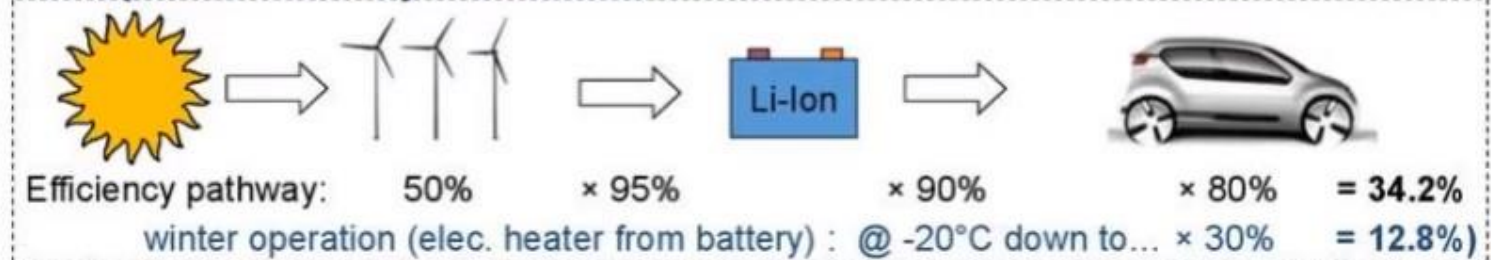 Li-Ion
Efficiency pathway: 50% × 95% × 90% × 80% = 34.2%
winter operation (elec. heater from battery) : @ -20°C down to... × 30% = 12.8%)